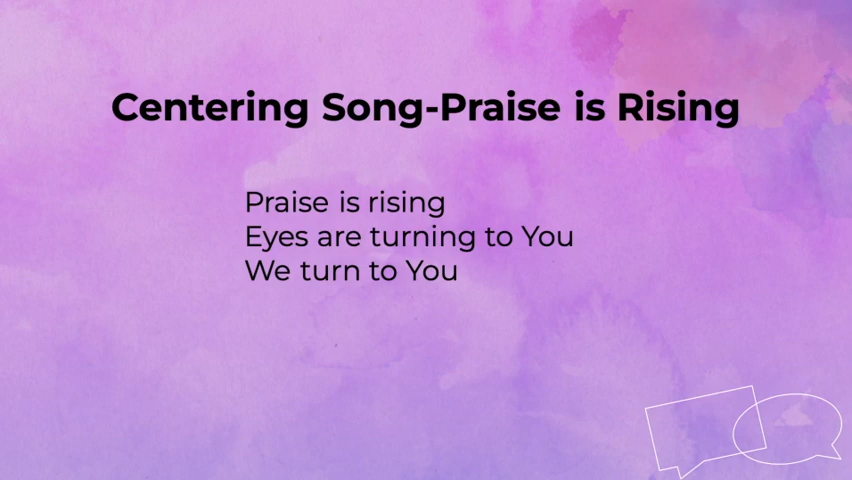 Centering Song-Praise is Rising
Praise is rising
Eyes are turning to You
We turn to You